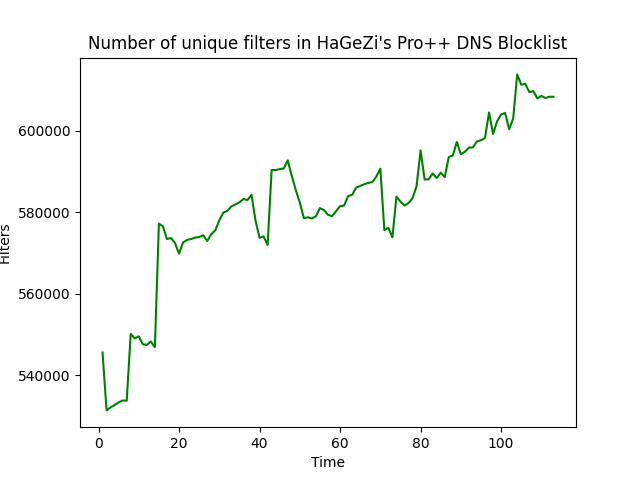 Number of unique filters in HaGeZi's Pro++ DNS Blocklist
600000
580000
560000
540000
Filters
0 20 40 60 80 100
Time